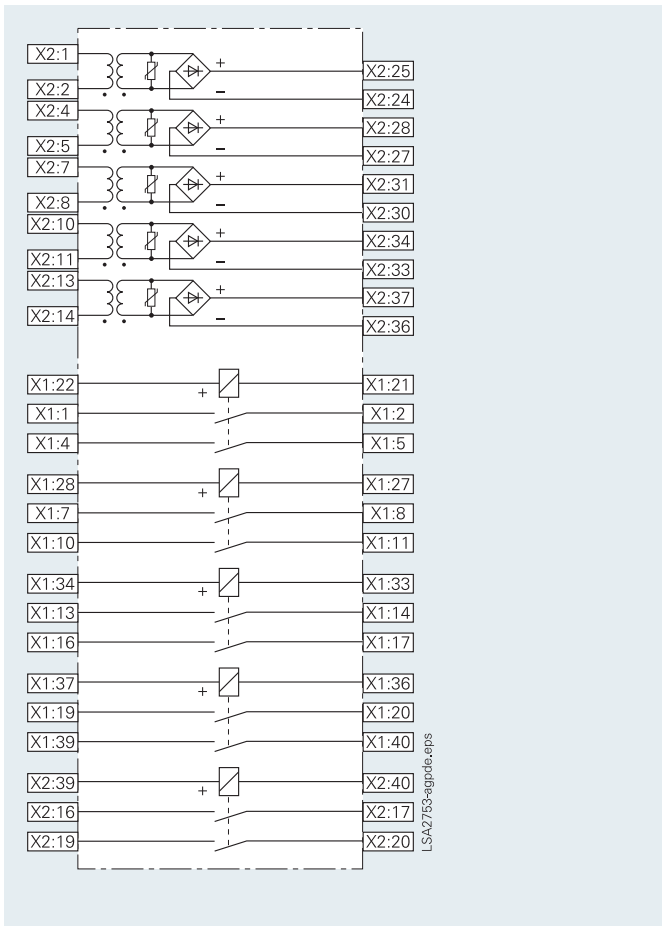 X2:1
+
X2:25
X2:2
−
X2:24
X2:4
+
X2:28
X2:5
−
X2:27
X2:7
+
X2:31
X2:8
−
X2:30
X2:10
+
X2:34
X2:11
−
X2:33
X2:13
+
X2:37
X2:14
−
X2:36
X1:22 + X1:21
X1:1 X1:2
X1:4 X1:5
X1:28 + X1:27
X1:7 X1:8
X1:10 X1:11
X1:34 + X1:33
X1:13 X1:14
X1:16 X1:17
X1:37 + X1:36
X1:19 X1:20
X1:39 X1:40
X2:39 + X2:40
X2:16 X2:17
X2:19 X2:20
LSA2753-agpde.eps